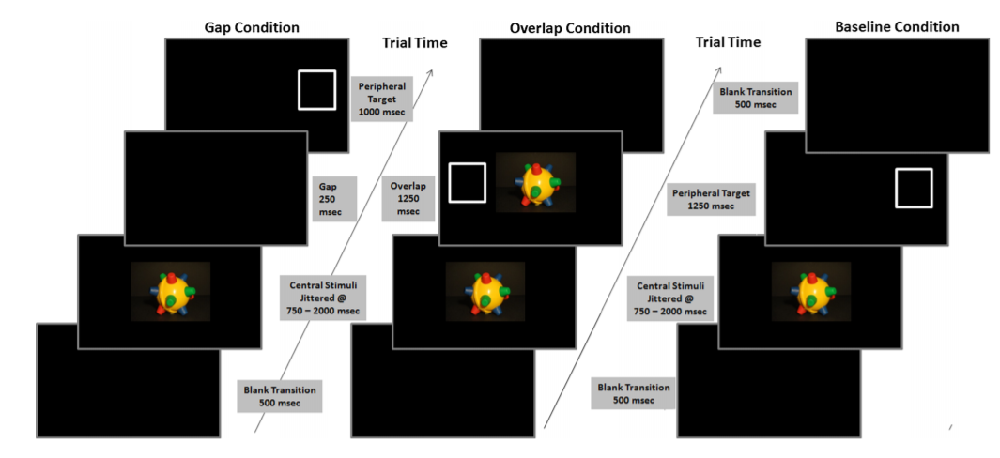 Gap Condition
Trial Time
Overlap Condition
Trial Time
Baseline Condition
Peripheral
Target
1000 msec
Blank Transition
500 msec
Gap
250
msec
Overlap
1250
msec
Peripheral Target
1250 msec
Central Stimuli
Jittered @
750 – 2000 msec
Central Stimuli
Jittered @
750 – 2000 msec
Blank Transition
500 msec
Blank Transition
500 msec